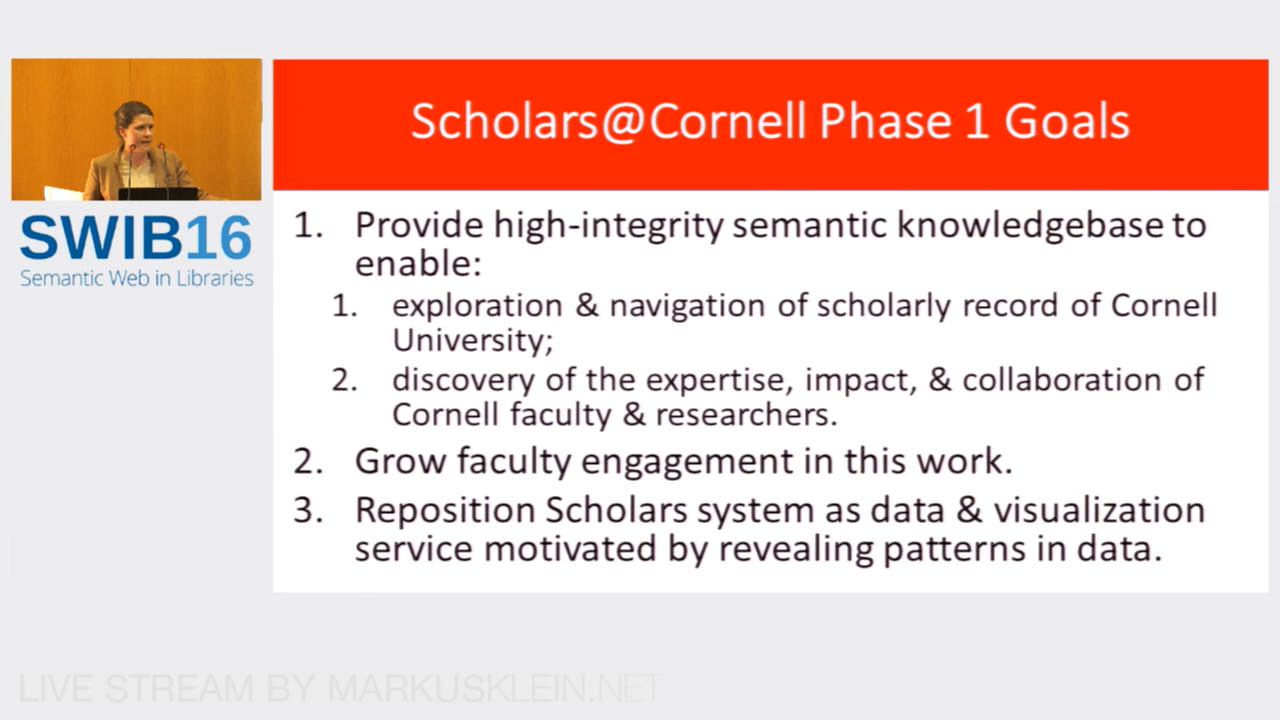 Scholars@Cornell Phase 1 Goals
SWIB16
Semantic Web in Libraries
1. Provide high-integrity semantic knowledgebase to
enable:
1. exploration & navigation of scholarly record of Cornell
University;
2. discovery of the expertise, impact, & collaboration of
Cornell faculty & researchers.
2. Grow faculty engagement in this work.
3. Reposition Scholars system as data & visualization
service motivated by revealing patterns in data.
LIVE STREAM BY MARKUSKLEIN.NET